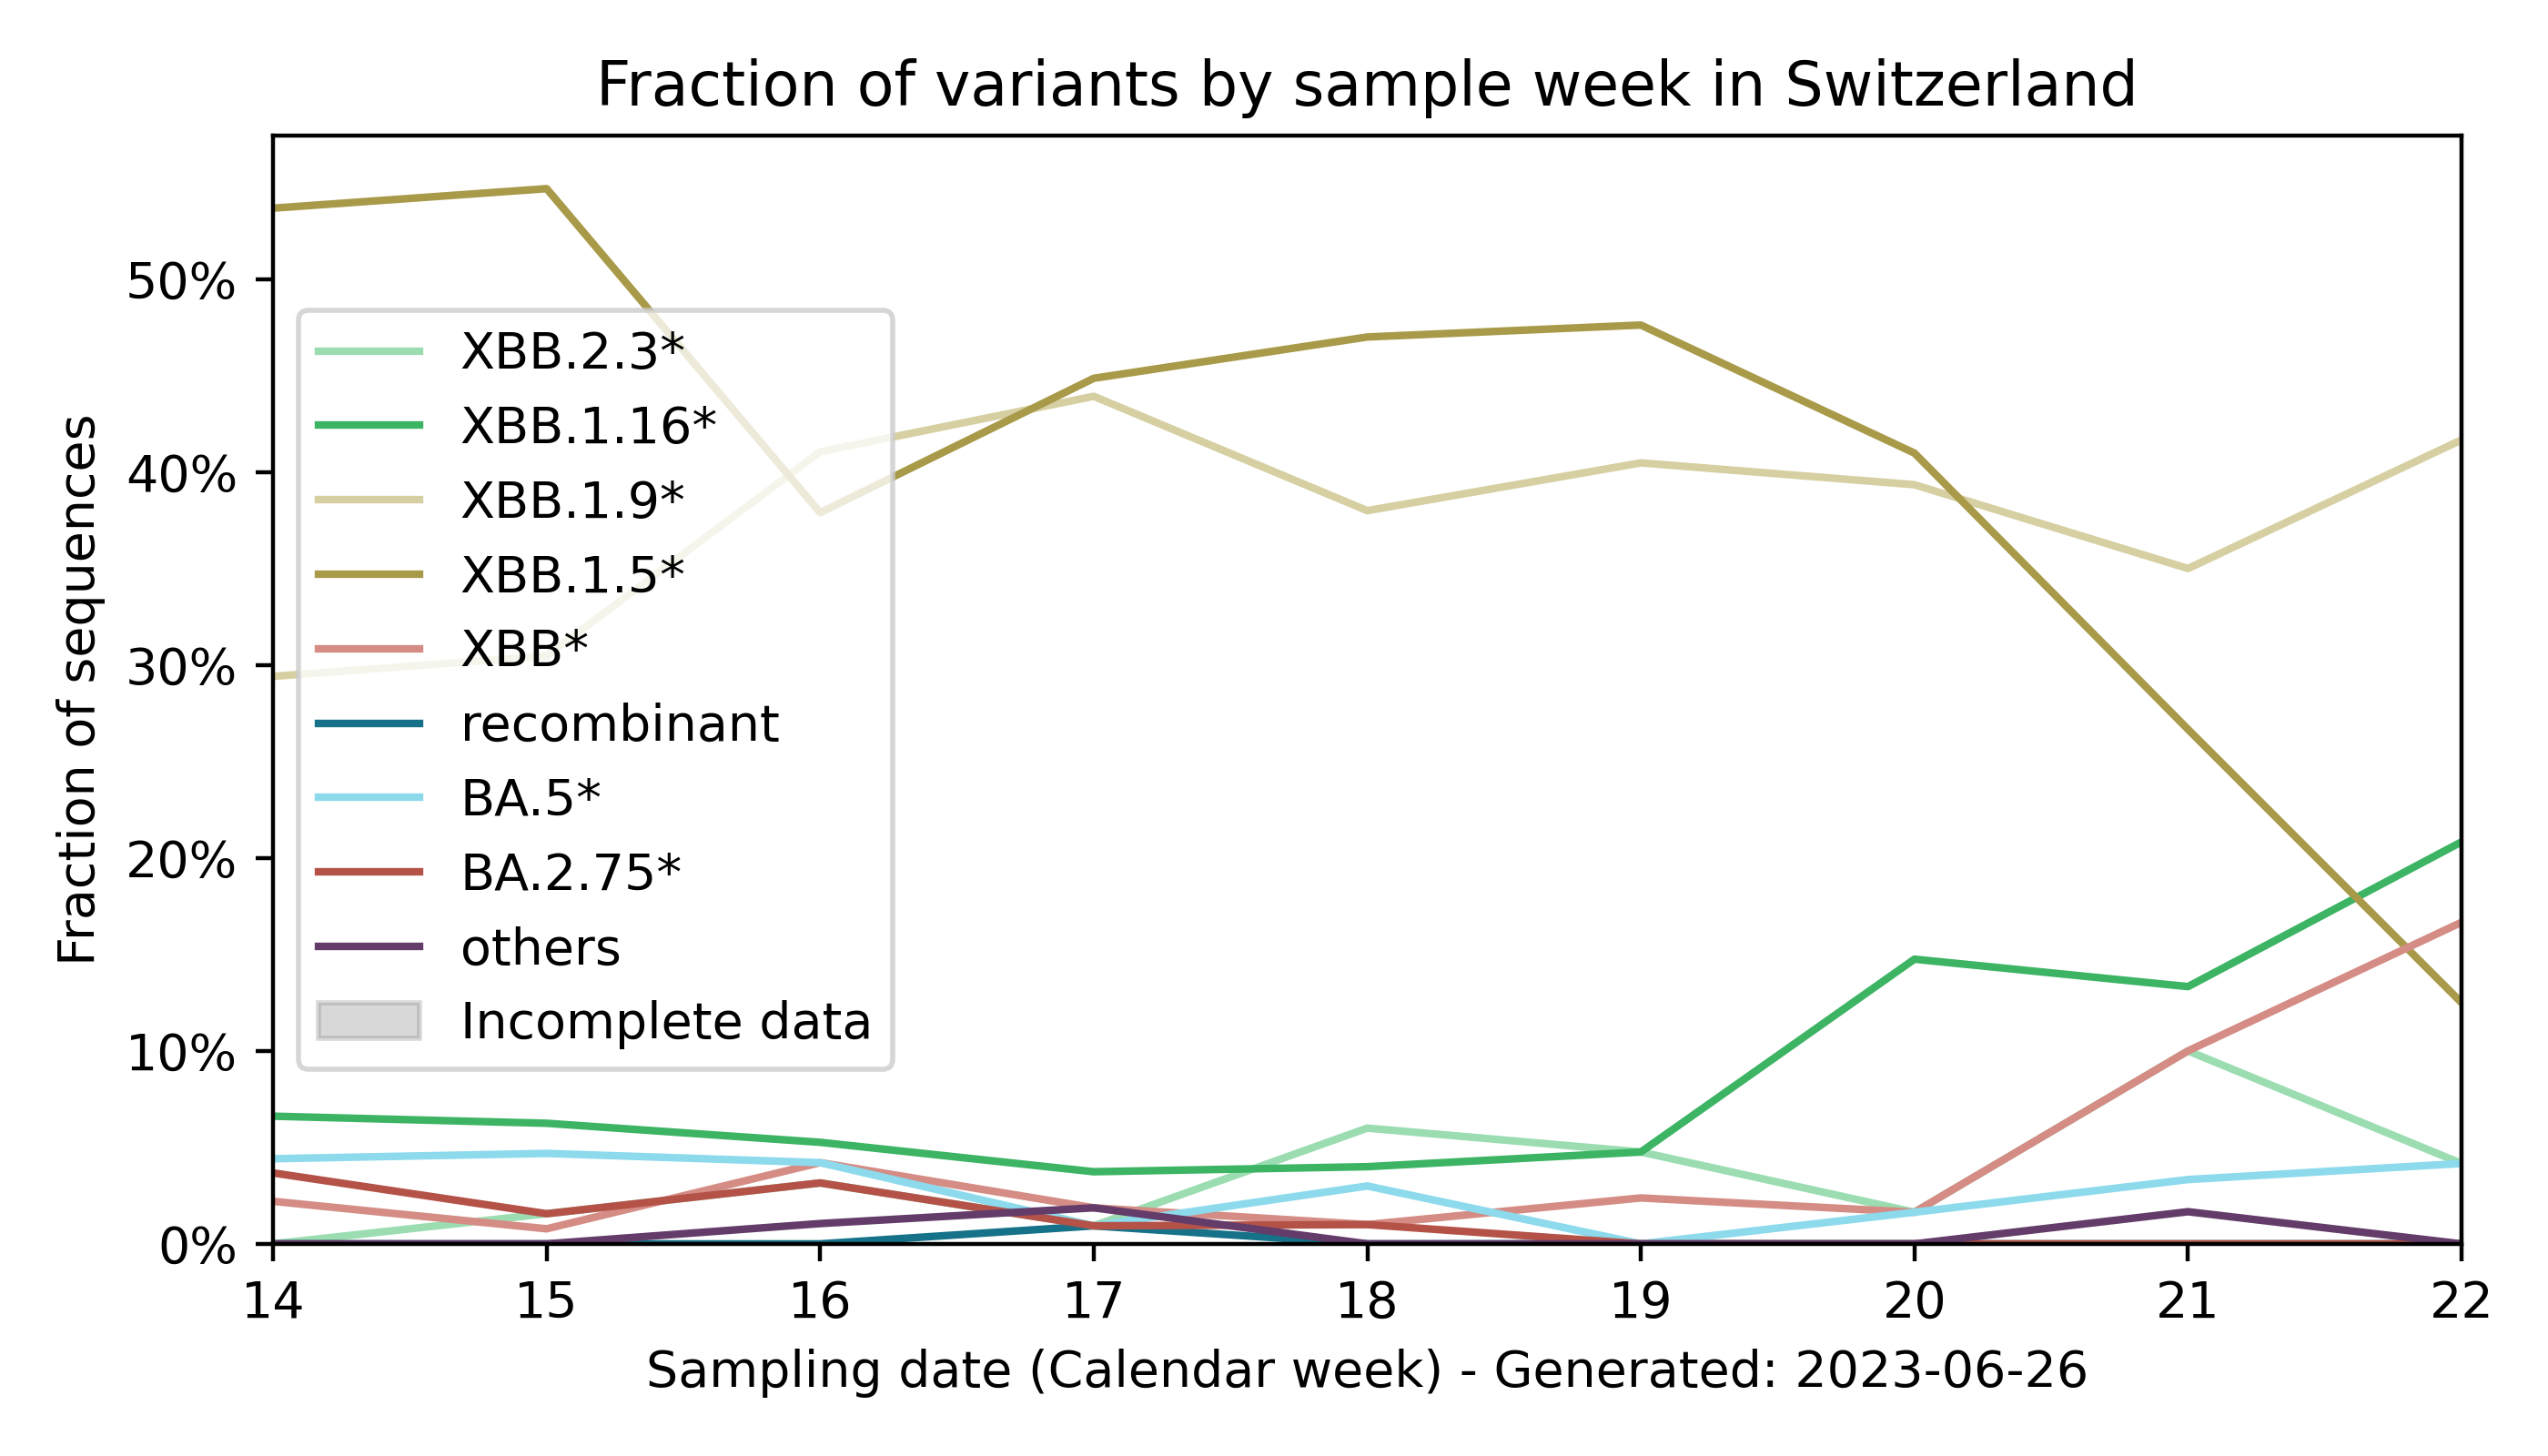 Fraction of variants by sample week in Switzerland
Fraction of sequences
50%
40%
30%
20%
10%
0%
XBB.2.3*
XBB.1.16*
XBB.1.9*
XBB.1.5*
XBB*
recombinant
BA.5*
BA.2.75*
others
Incomplete data
14 15 16 17 18 19 20 21 22
Sampling date (Calendar week) - Generated: 2023-06-26